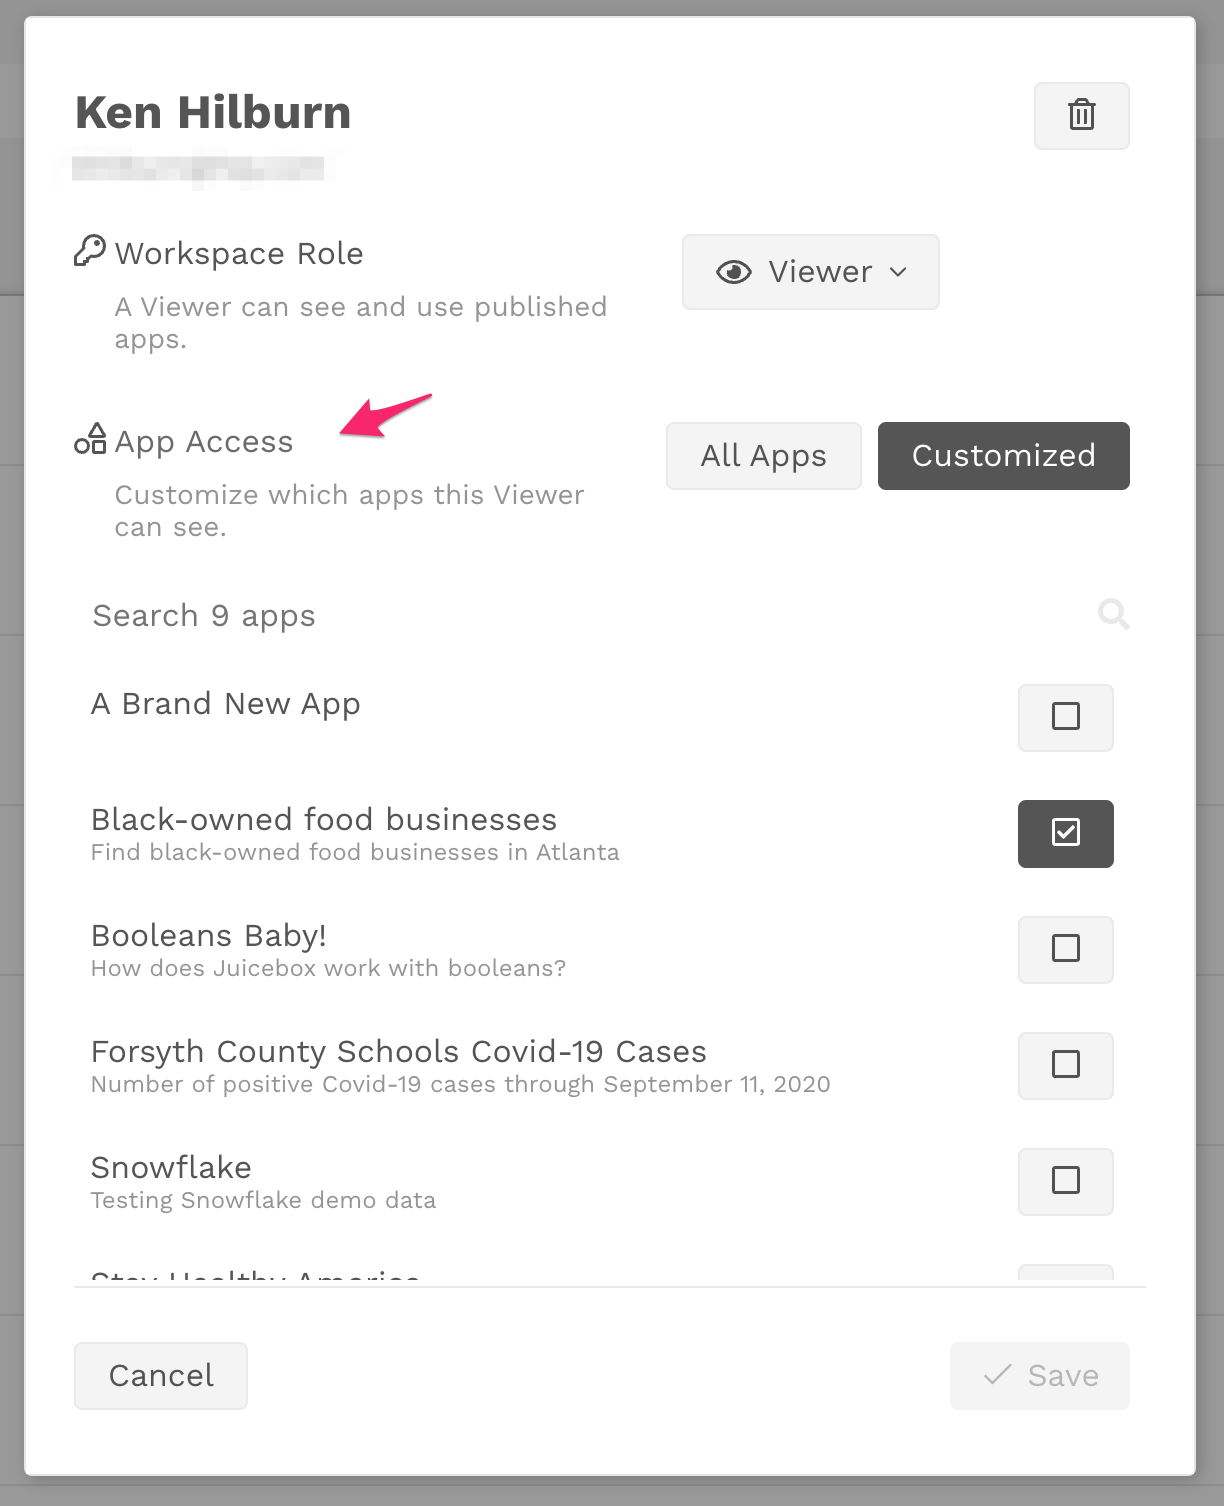 Ken Hilburn
Workspace Role
A Viewer can see and use published
apps.
Viewer
App Access
Customize which apps this Viewer
can see.
All Apps
Customized
Search 9 apps
A Brand New App
Black-owned food businesses
Find black-owned food businesses in Atlanta
Booleans Baby!
How does Juicebox work with booleans?
Forsyth County Schools Covid-19 Cases
Number of positive Covid-19 cases through September 11, 2020
Snowflake
Testing Snowflake demo data
Stay Healthy America
Cancel
Save